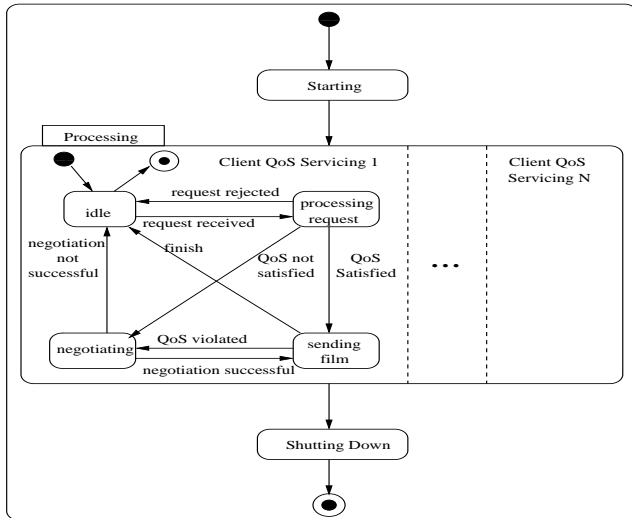 Starting
Processing
Client QoS Servicing 1
Client QoS
Servicing N
idle
request rejected
request received
processing
request
negotiation
not
successful
finish
QoS not
satisfied
QoS
Satisfied
...
negotiating
QoS violated
negotiation successful
sending
film
Shutting Down